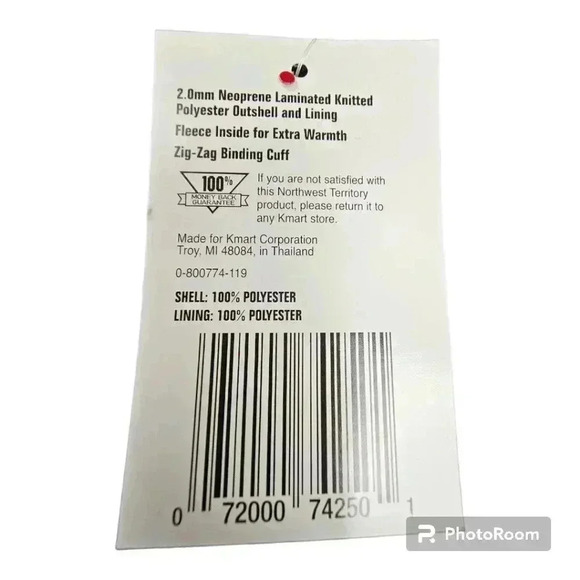 2.0mm Neoprene Laminated Knitted
Polyester Outshell and Lining
Fleece Inside for Extra Warmth
Zig-Zag Binding Cuff
100%
MONEY BACK
GUARANTEE
If you are not satisfied with
this Northwest Territory
product, please return it to
any Kmart store.
Made for Kmart Corporation
Troy, MI 48084, in Thailand
0-800774-119
SHELL: 100% POLYESTER
LINING: 100% POLYESTER
0 72000 74250 1
PhotoRoom